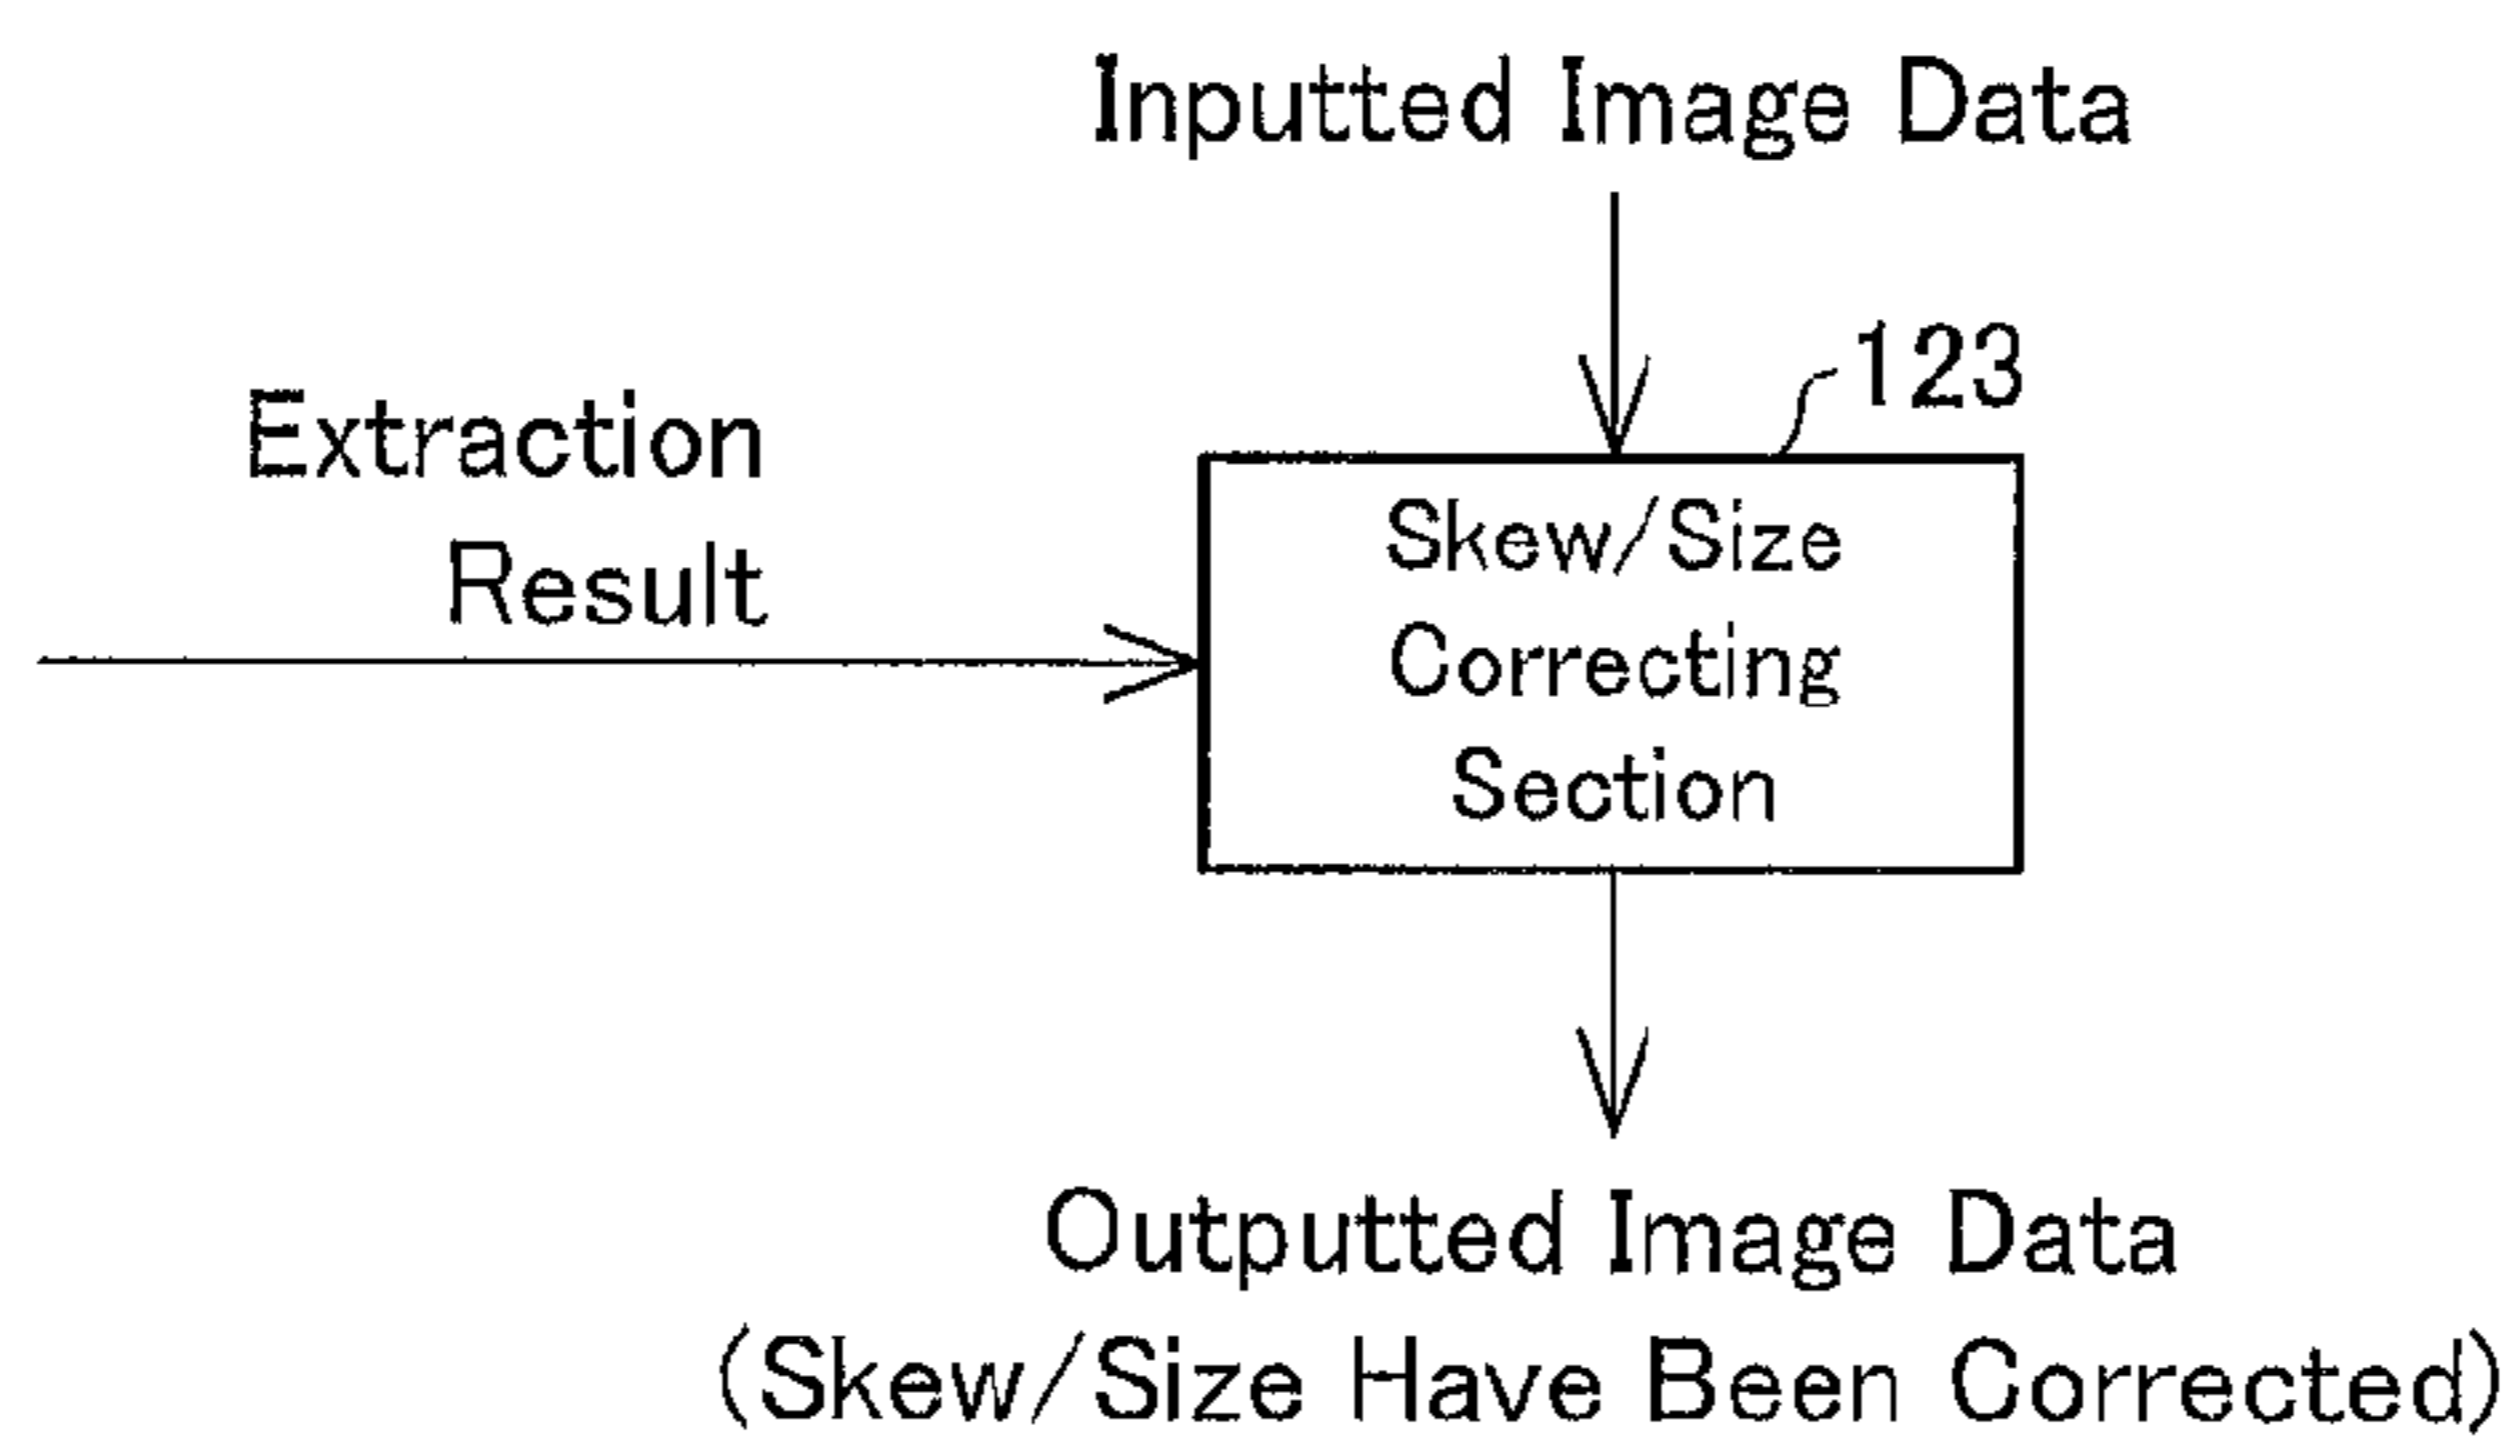 Inputted Image Data
123
Extraction
Result
Skew/Size
Correcting
Section
Outputted Image Data
(Skew/Size Have Been Corrected)